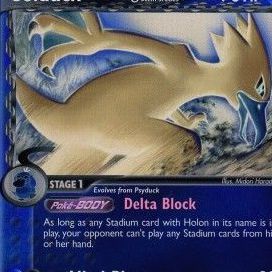 STAGE 1
Evolves from Psyduck
Illus. Midori Harad
Poké-BODY Delta Block
As long as any Stadium card with Holon in its name is i
play, your opponent can't play any Stadium cards from hi
or her hand.